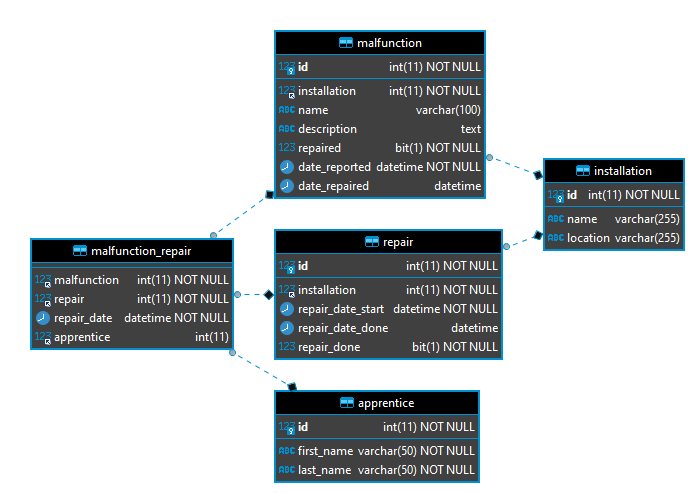 malfunction
123 id int(11) NOT NULL
123 installation int(11) NOT NULL
ABC name varchar(100)
ABC description text
123 repaired bit(1) NOT NULL
date_reported datetime NOT NULL
date_repaired datetime
installation
123 id int(11) NOT NULL
ABC name varchar(255)
ABC location varchar(255)
malfunction_repair
123 malfunction int(11) NOT NULL
123 repair int(11) NOT NULL
repair_date datetime NOT NULL
123 apprentice int(11)
repair
123 id int(11) NOT NULL
123 installation int(11) NOT NULL
repair_date_start datetime NOT NULL
repair_date_done datetime
123 repair_done bit(1) NOT NULL
apprentice
123 id int(11) NOT NULL
ABC first_name varchar(50) NOT NULL
ABC last_name varchar(50) NOT NULL